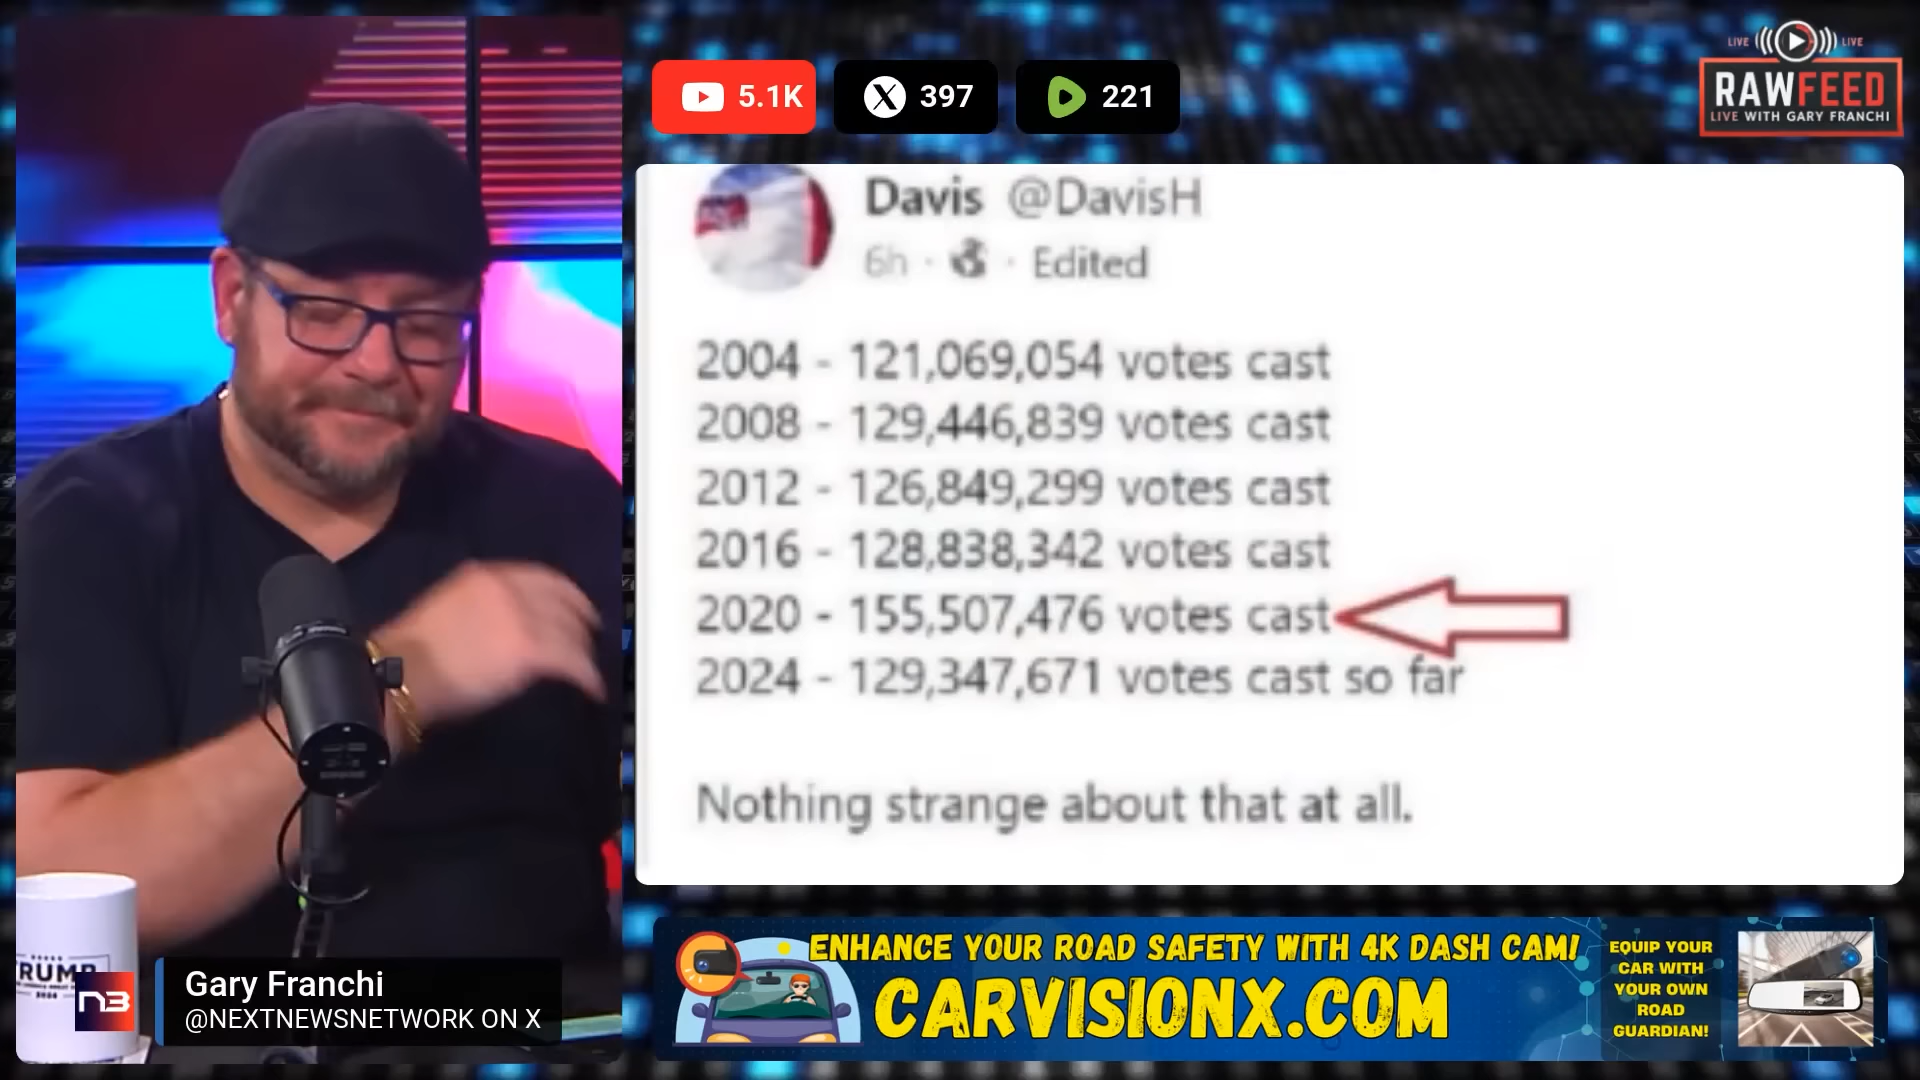 5.1K
397
221
LIVE LIVE
RAWFEED
LIVE WITH GARY FRANCHI
Davis @DavisH
6h · · Edited
2004 - 121,069,054 votes cast
2008 - 129,446,839 votes cast
2012 - 126,849,299 votes cast
2016 - 128,838,342 votes cast
2020 - 155,507,476 votes cast
2024 - 129,347,671 votes cast so far
Nothing strange about that at all.
RUMP
2024
n3
Gary Franchi
@NEXTNEWSNETWORK ON X
ENHANCE YOUR ROAD SAFETY WITH 4K DASH CAM!
CARVISIONX.COM
EQUIP YOUR
CAR WITH
YOUR OWN
ROAD
GUARDIAN!